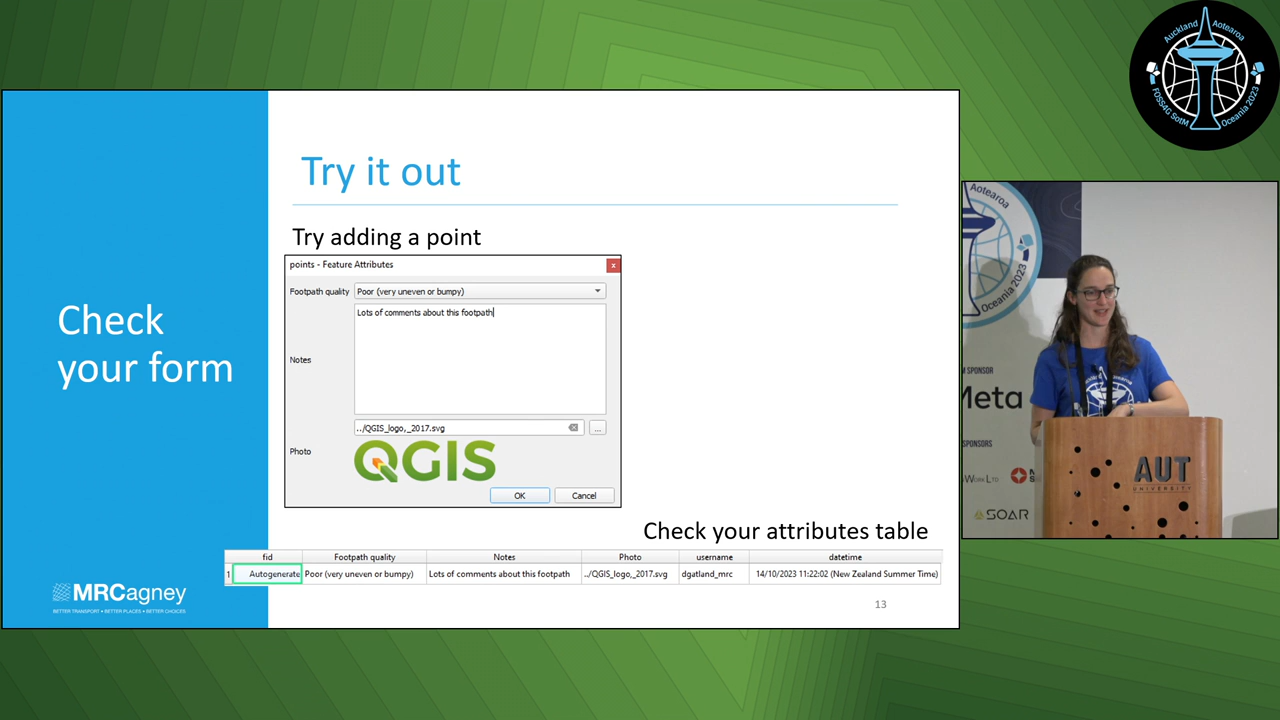 Auckland Aotearoa
FOSS4G SotM Oceania 2023
Try it out
Try adding a point
points - Feature Attributes
x
Footpath quality
Poor (very uneven or bumpy)
Lots of comments about this footpath
Notes
../QGIS_logo,_2017.svg
...
Photo
QGIS
OK
Cancel
Check
your form
Check your attributes table
fid Footpath quality Notes Photo username datetime
1 Autogenerate Poor (very uneven or bumpy) Lots of comments about this footpath ../QGIS_logo,_2017.svg dgatland_mrc 14/10/2023 11:22:02 (New Zealand Summer Time)
MRCagney
BETTER TRANSPORT • BETTER PLACES • BETTER CHOICES
13
Aotearoa
Oceania 2023
SPONSOR
Meta
SPONSORS
SOAR
AUT
UNIVERSITY